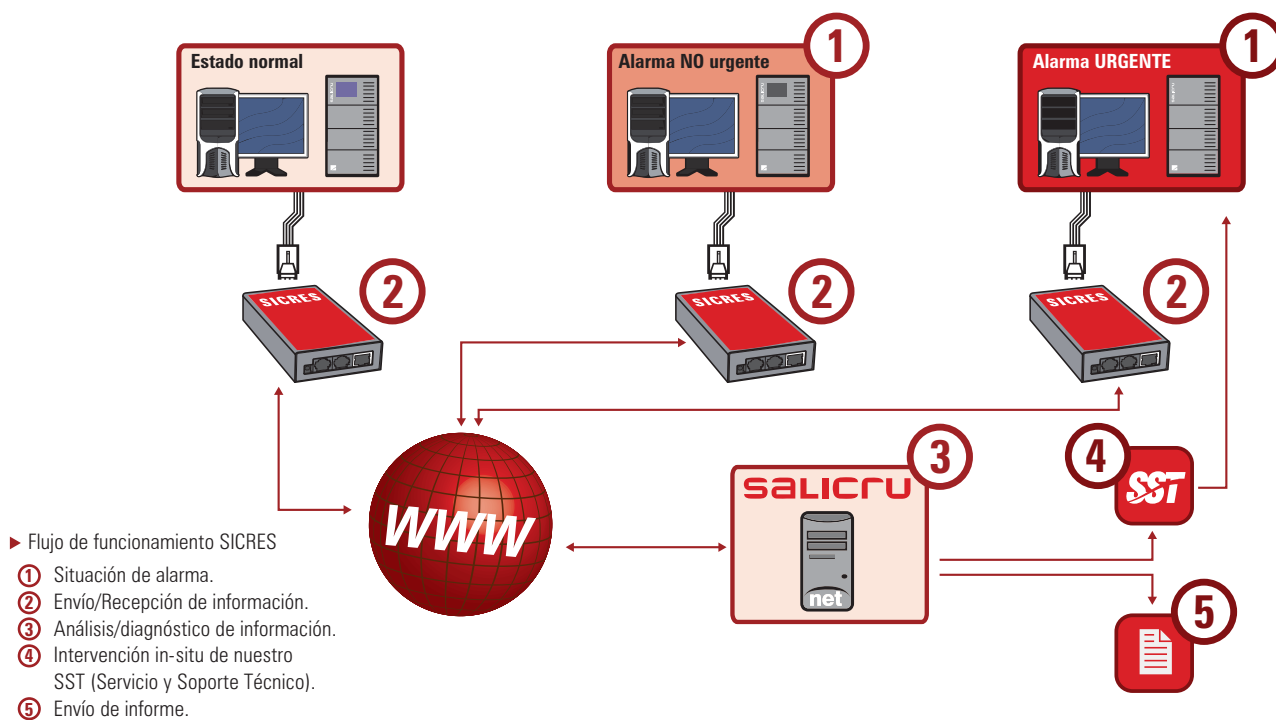 Estado normal
Alarma NO urgente
1
Alarma URGENTE
1
SICRES
2
SICRES
2
SICRES
2
WWW
salicru
3
net
4
SST
5
Flujo de funcionamiento SICRES
1 Situación de alarma.
2 Envío/Recepción de información.
3 Análisis/diagnóstico de información.
4 Intervención in-situ de nuestro
SST (Servicio y Soporte Técnico).
5 Envío de informe.